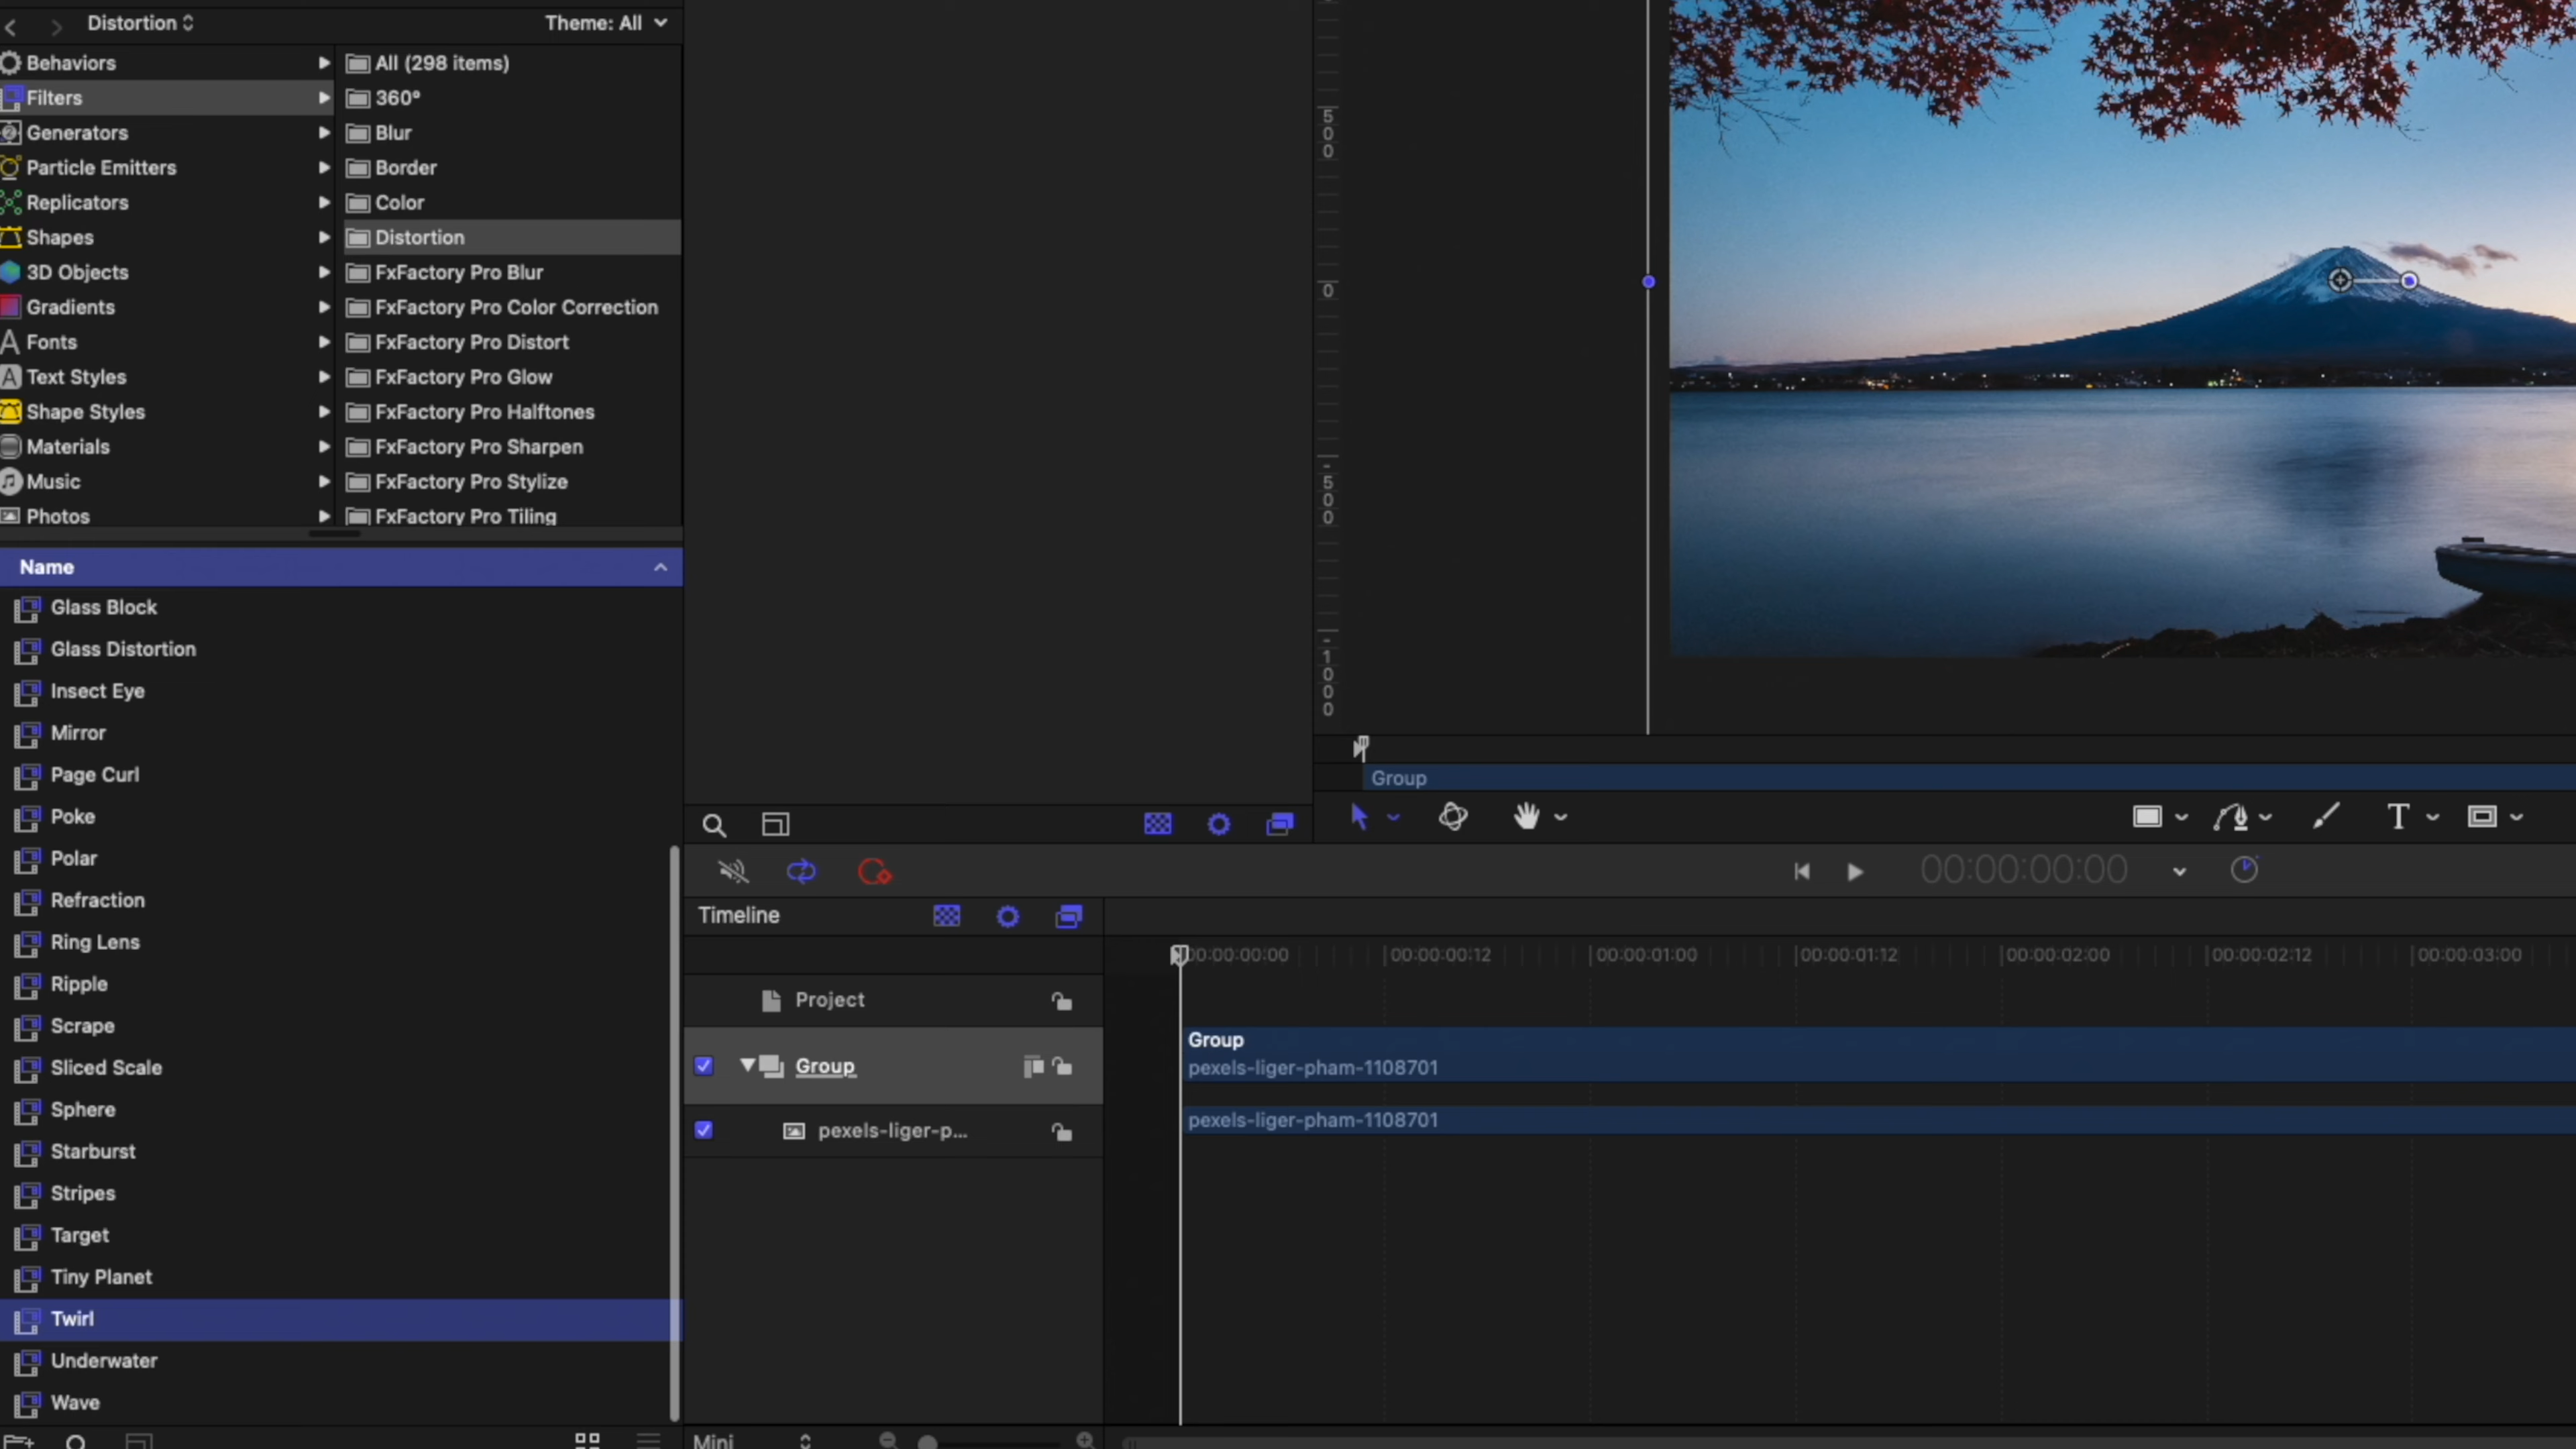 Distortion
Theme: All
Behaviors
Filters
Generators
Particle Emitters
Replicators
Shapes
3D Objects
Gradients
Fonts
Text Styles
Shape Styles
Materials
Music
Photos
All (298 items)
360°
Blur
Border
Color
Distortion
FxFactory Pro Blur
FxFactory Pro Color Correction
FxFactory Pro Distort
FxFactory Pro Glow
FxFactory Pro Halftones
FxFactory Pro Sharpen
FxFactory Pro Stylize
FxFactory Pro Tiling
Name
Glass Block
Glass Distortion
Insect Eye
Mirror
Page Curl
Poke
Polar
Refraction
Ring Lens
Ripple
Scrape
Sliced Scale
Sphere
Starburst
Stripes
Target
Tiny Planet
Twirl
Underwater
Wave
500
0
-500
-1000
Group
T
00:00:00:00
Timeline
00:00:00:00
00:00:00:12
00:00:01:00
00:00:01:12
00:00:02:00
00:00:02:12
00:00:03:00
Project
Group
pexels-liger-p...
Group
pexels-liger-pham-1108701
pexels-liger-pham-1108701
Mini